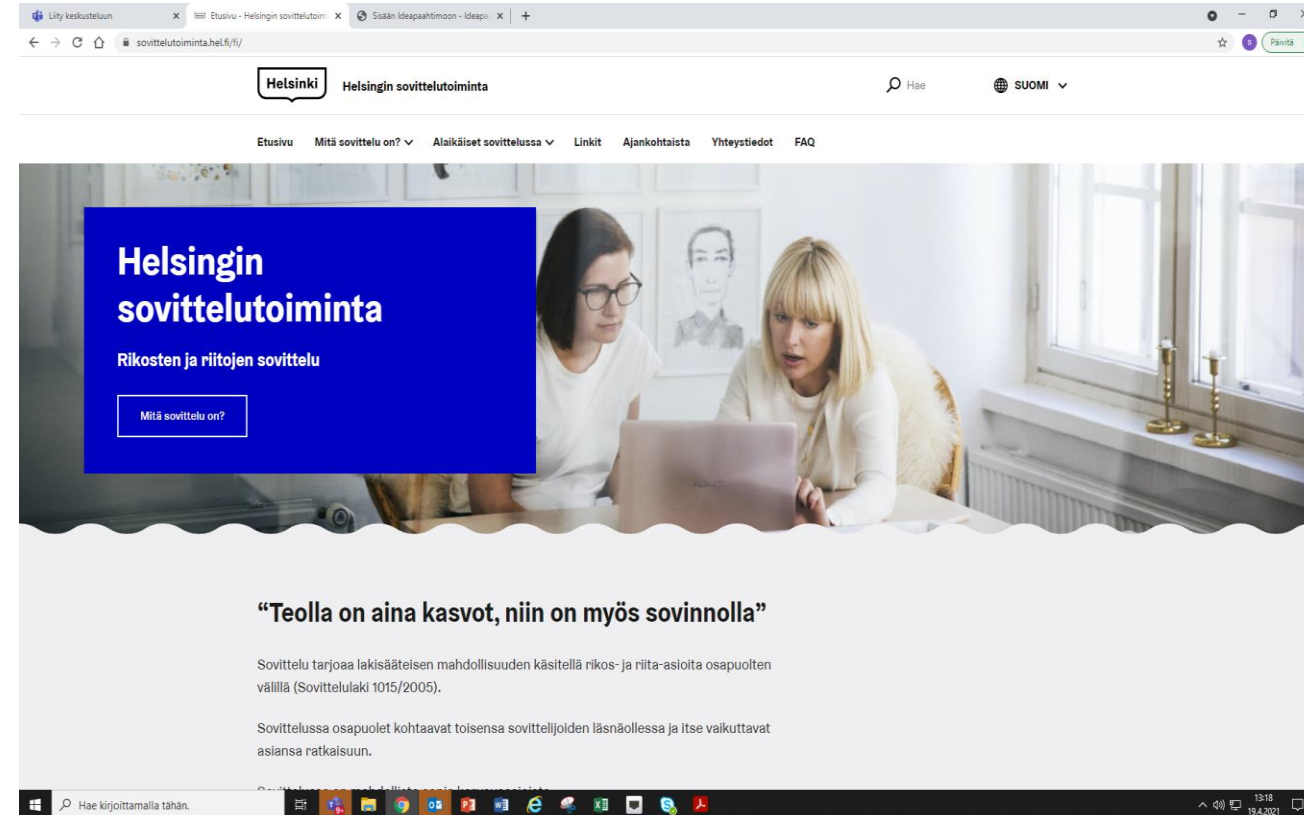 Liity keskusteluun
Etusivu - Helsingin sovittelutoim
Sisään Ideapaahtimoon - Ideapa
sovittelutoiminta.hel.fi/fi/
S
Päivitä
Helsinki
Helsingin sovittelutoiminta
Hae
SUOMI
Etusivu Mitä sovittelu on? Alaikäiset sovittelussa Linkit Ajankohtaista Yhteystiedot FAQ
Helsingin
sovittelutoiminta
Rikosten ja riitojen sovittelu
Mitä sovittelu on?
“Teolla on aina kasvot, niin on myös sovinnolla”
Sovittelu tarjoaa lakisääteisen mahdollisuuden käsitellä rikos- ja riita-asioita osapuolten
välillä (Sovittelulaki 1015/2005).
Sovittelussa osapuolet kohtaavat toisensa sovittelijoiden läsnäollessa ja itse vaikuttavat
asiansa ratkaisuun.
Hae kirjoittamalla tähän.
13:18
19.4.2021